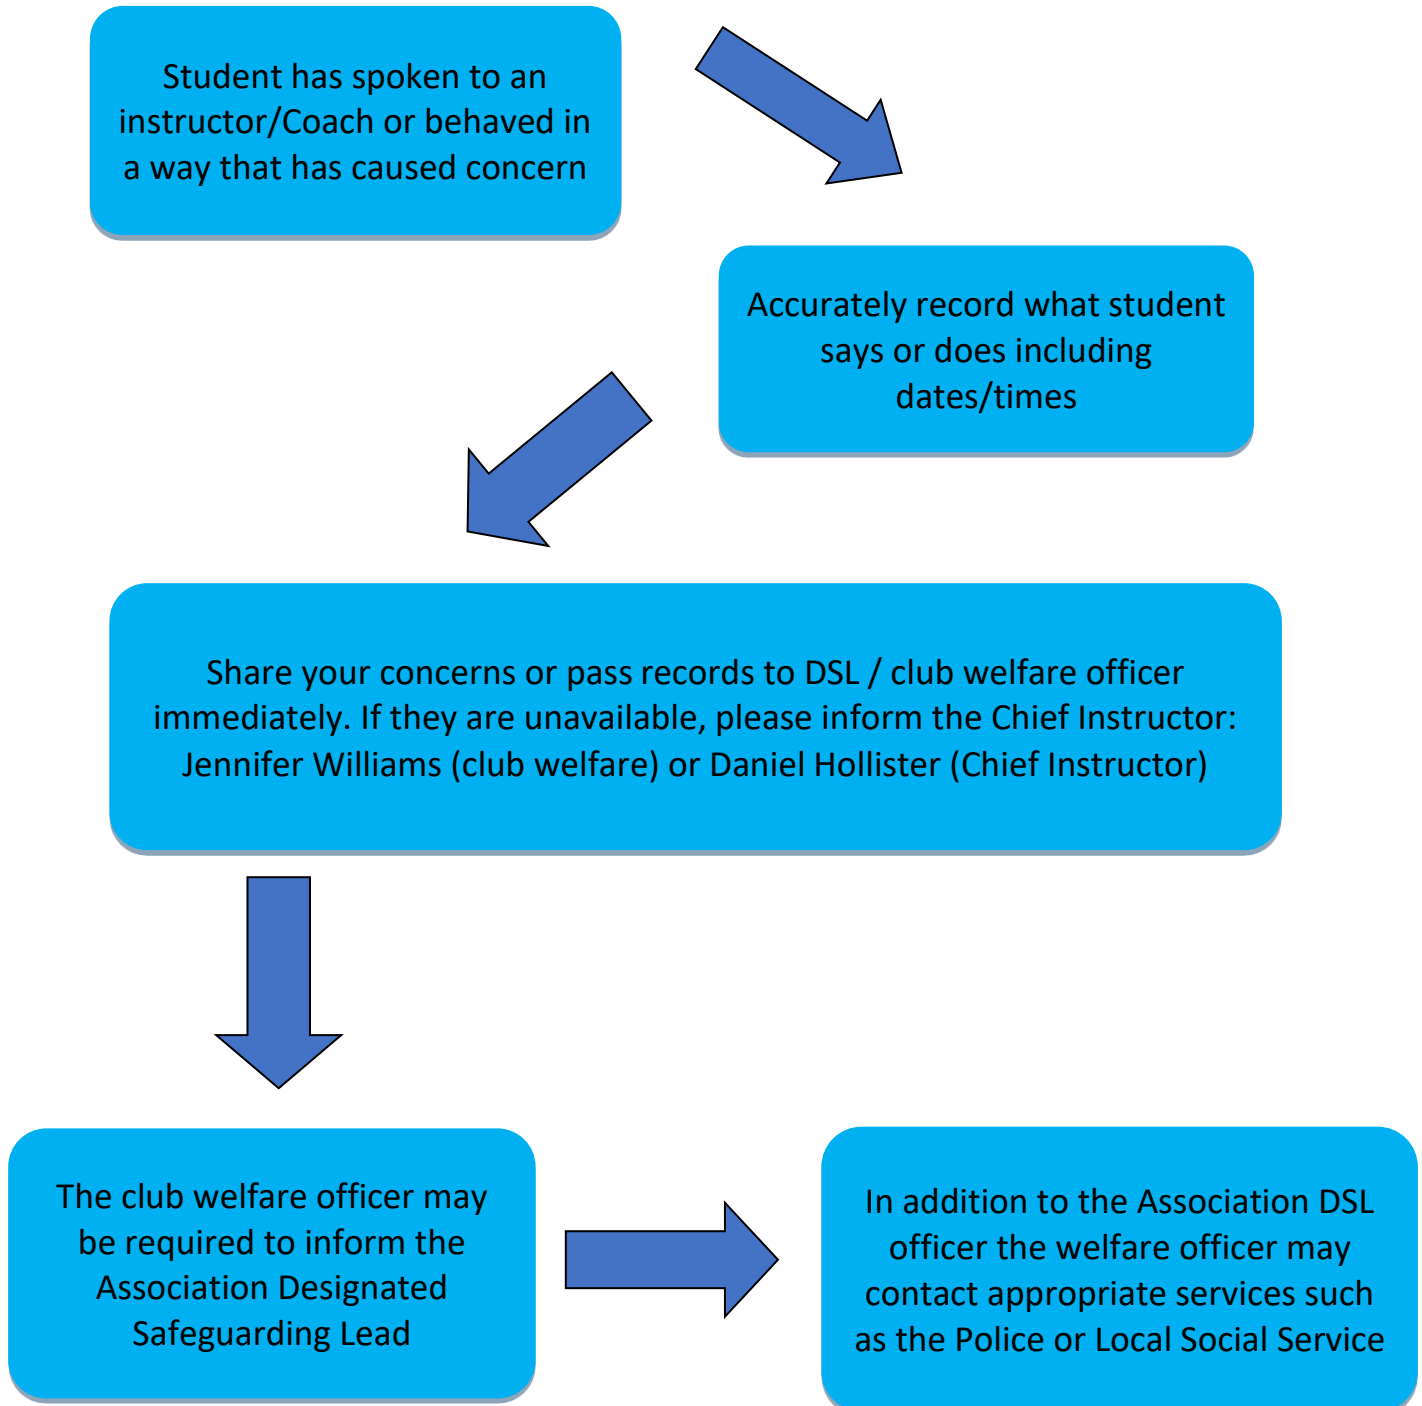 Student has spoken to an
instructor/Coach or behaved in
a way that has caused concern
Accurately record what student
says or does including
dates/times
Share your concerns or pass records to DSL / club welfare officer
immediately. If they are unavailable, please inform the Chief Instructor:
Jennifer Williams (club welfare) or Daniel Hollister (Chief Instructor)
The club welfare officer may
be required to inform the
Association Designated
Safeguarding Lead
In addition to the Association DSL
officer the welfare officer may
contact appropriate services such
as the Police or Local Social Service